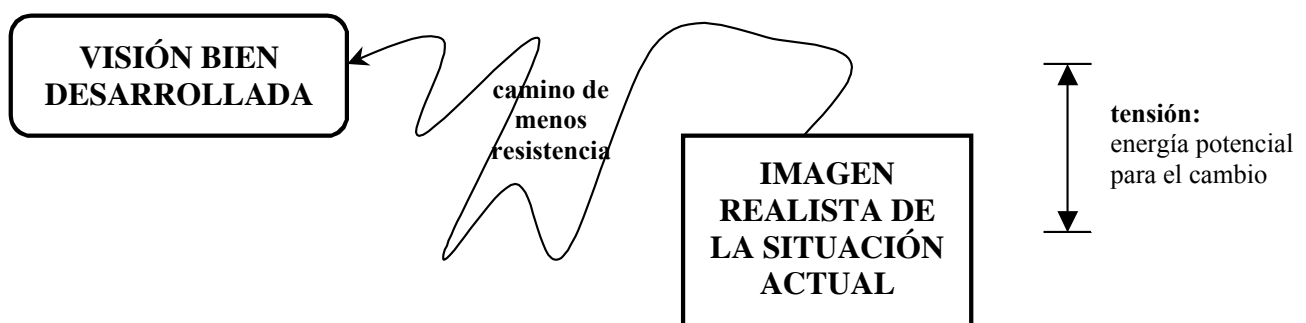 VISIÓN BIEN
DESARROLLADA
camino de
menos
resistencia
IMAGEN
REALISTA DE
LA SITUACIÓN
ACTUAL
tensión:
energía potencial
para el cambio